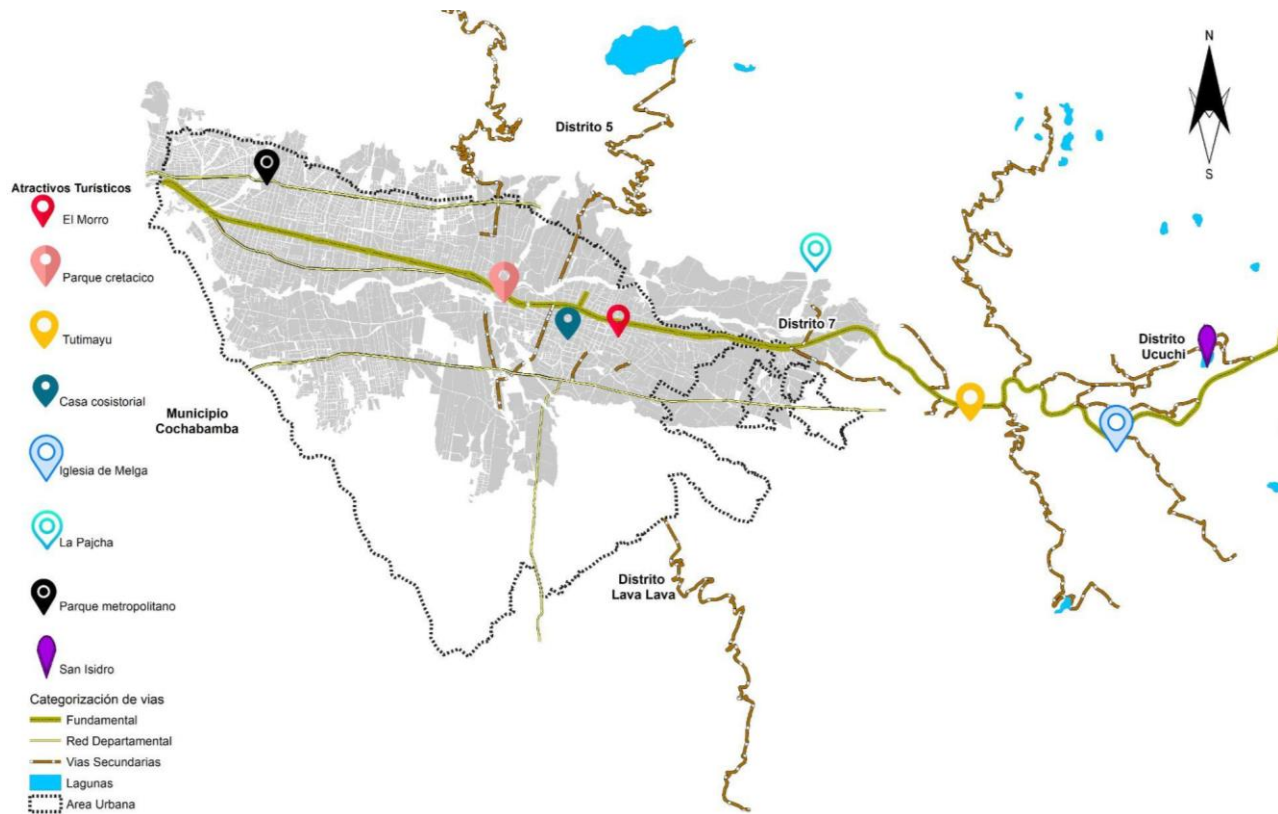 N
S
Distrito 5
Atractivos Turísticos
El Morro
Parque cretacico
Tutimayu
Casa cosistorial
Iglesia de Melga
La Pajcha
Parque metropolitano
San Isidro
Distrito 7
Distrito
Ucuchi
Municipio
Cochabamba
Distrito
Lava Lava
Categorización de vias
Fundamental
Red Departamental
Vias Secundarias
Lagunas
Area Urbana